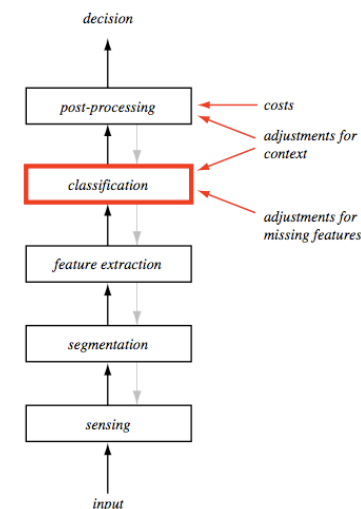 decision
post-processing
costs
adjustments for
context
classification
adjustments for
missing features
feature extraction
segmentation
sensing
input